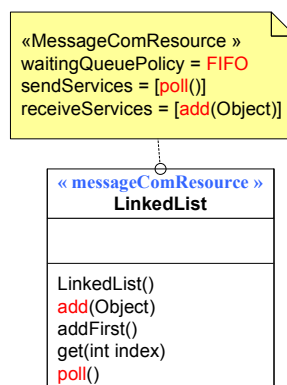 «MessageComResource »
waitingQueuePolicy = FIFO
sendServices = [poll()]
receiveServices = [add(Object)]
« messageComResource »
LinkedList
LinkedList()
add(Object)
addFirst()
get(int index)
poll()